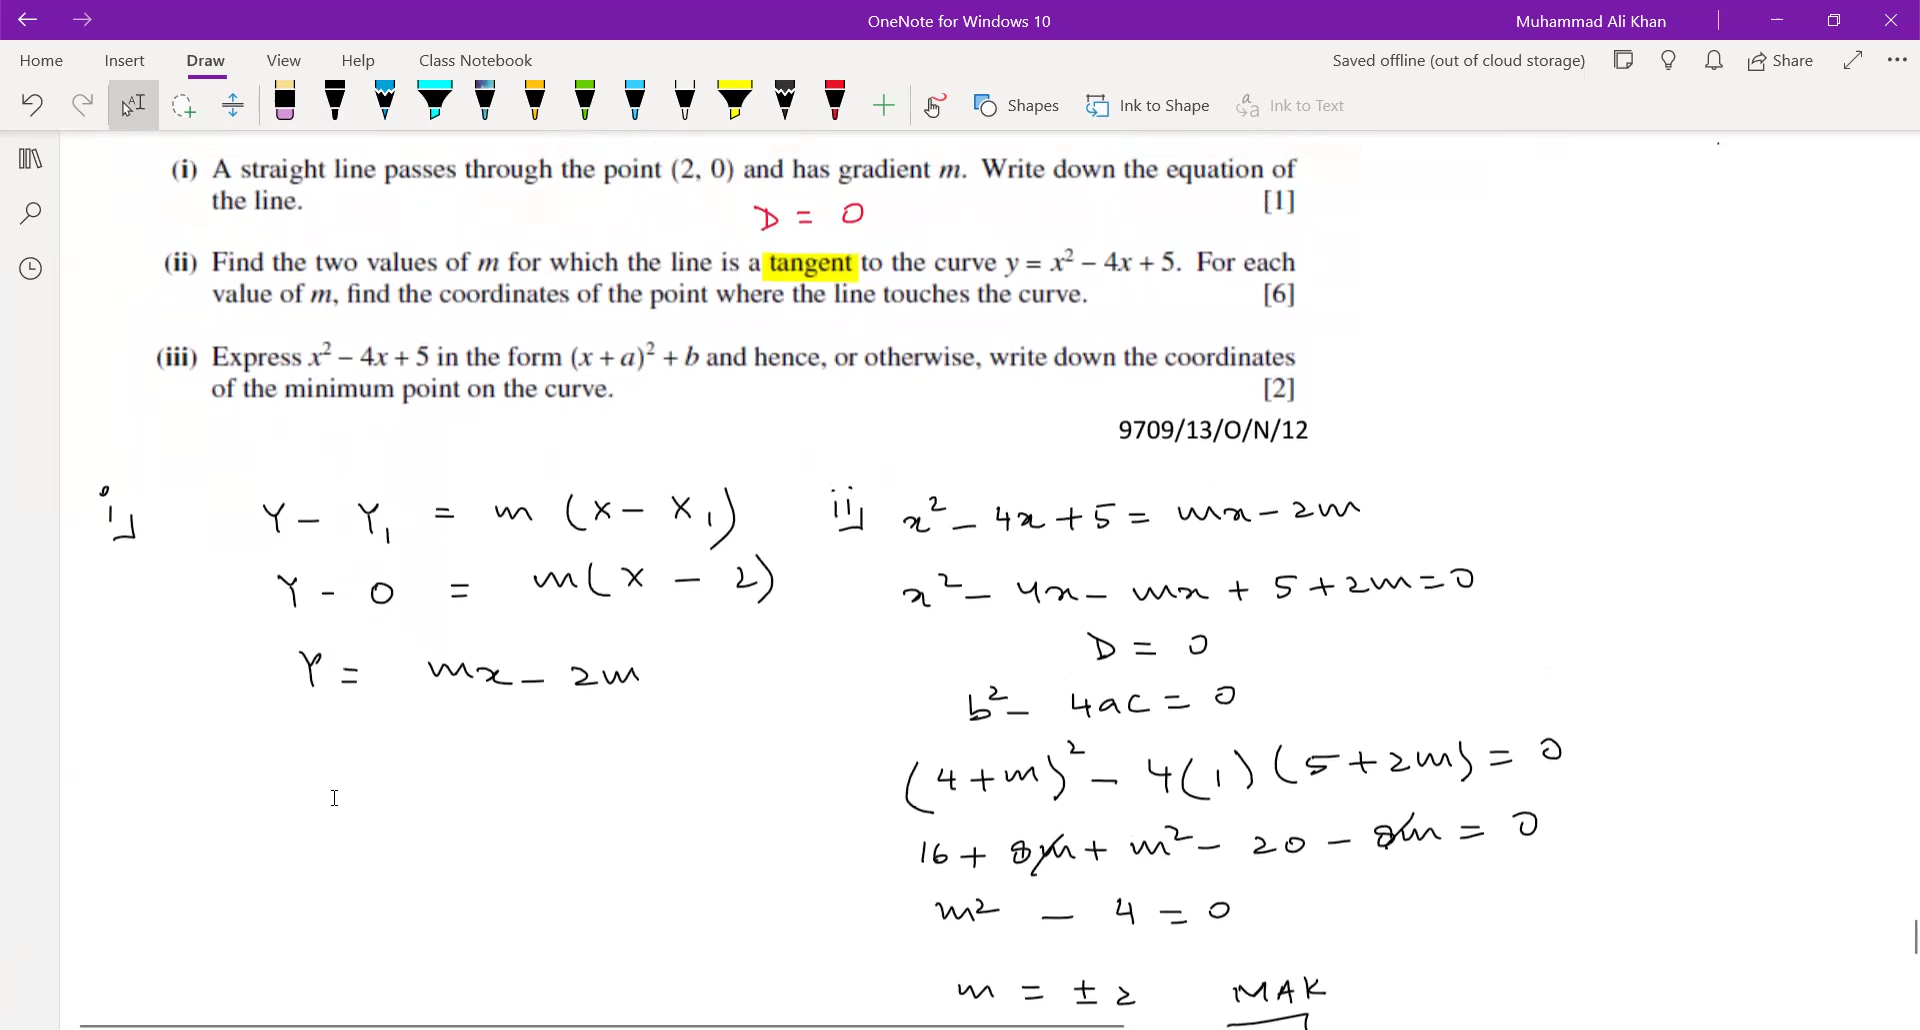 OneNote for Windows 10
Muhammad Ali Khan
Home Insert Draw View Help Class Notebook
Saved offline (out of cloud storage) Share
Shapes Ink to Shape Ink to Text
(i) A straight line passes through the point (2, 0) and has gradient m. Write down the equation of
the line. [1]
D = 0
(ii) Find the two values of m for which the line is a tangent to the curve y = x² − 4x + 5. For each
value of m, find the coordinates of the point where the line touches the curve. [6]
(iii) Express x² − 4x + 5 in the form (x + a)² + b and hence, or otherwise, write down the coordinates
of the minimum point on the curve. [2]
9709/13/O/N/12
i
Y − Y₁ = m (x − x₁)
Y − 0 = m(x − 2)
Y = mx − 2m
ii
x² − 4x + 5 = mx − 2m
x² − 4x − mx + 5 + 2m = 0
D = 0
b² − 4ac = 0
(4 + m)² − 4(1)(5 + 2m) = 0
16 + 8m + m² − 20 − 8m = 0
m² − 4 = 0
m = ± 2
MAK